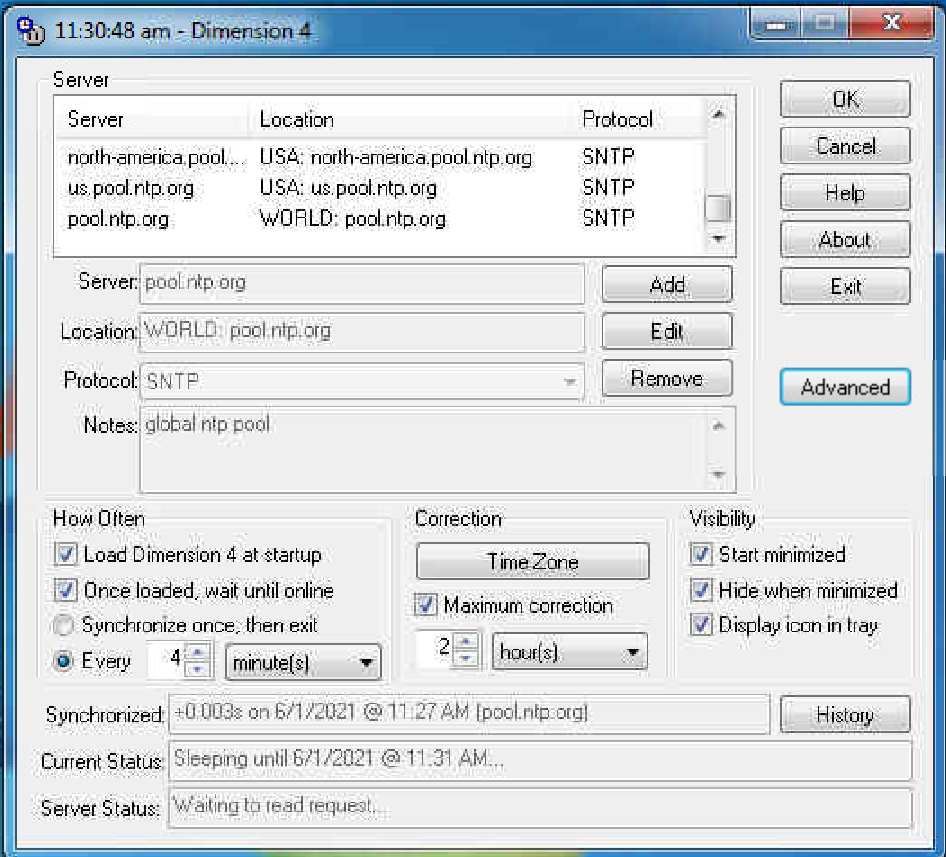 11:30:48 am - Dimension 4
Server
Server Location Protocol
north-america.pool.... USA: north-america.pool.ntp.org SNTP
us.pool.ntp.org USA: us.pool.ntp.org SNTP
pool.ntp.org WORLD: pool.ntp.org SNTP
Server: pool.ntp.org Add
Location: WORLD: pool.ntp.org Edit
Protocol: SNTP Remove
Notes: global ntp pool
OK
Cancel
Help
About
Exit
Advanced
How Often
Load Dimension 4 at startup
Once loaded, wait until online
Synchronize once, then exit
Every 4 minute(s)
Correction
Time Zone
Maximum correction
2 hour(s)
Visibility
Start minimized
Hide when minimized
Display icon in tray
Synchronized: +0.003s on 6/1/2021 @ 11:27 AM (pool.ntp.org) History
Current Status: Sleeping until 6/1/2021 @ 11:31 AM...
Server Status: Waiting to read request...